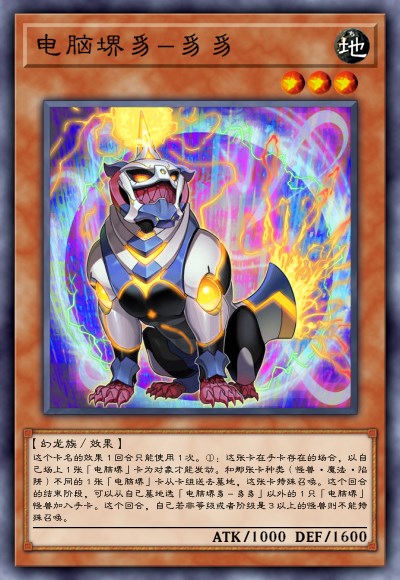 电脑堺豸-豸豸
地
【幻龙族/效果】
这个卡名的效果1回合只能使用1次。①:这张卡在手卡存在的场合,以自
己场上1张「电脑堺」卡为对象才能发动。和那张卡种类(怪兽·魔法·陷
阱)不同的1张「电脑堺」卡从卡组送去墓地,这张卡特殊召唤。这个回合
的结束阶段,可以从自己墓地选「电脑堺豸-豸豸」以外的1只「电脑堺」
怪兽加入手卡。这个回合,自己若非等级或者阶级是3以上的怪兽则不能特
殊召唤。
ATK/1000 DEF/1600